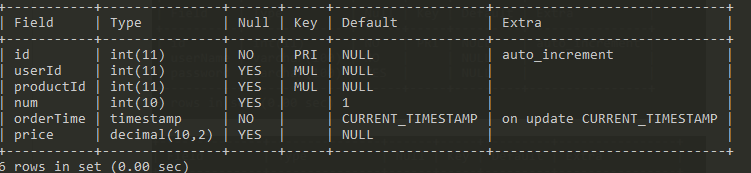 +-----------+---------------+------+-----+-------------------+-----------------------------+
| Field | Type | Null | Key | Default | Extra |
+-----------+---------------+------+-----+-------------------+-----------------------------+
| id | int(11) | NO | PRI | NULL | auto_increment |
| userId | int(11) | YES | MUL | NULL | |
| productId | int(11) | YES | MUL | NULL | |
| num | int(10) | YES | | 1 | |
| orderTime | timestamp | NO | | CURRENT_TIMESTAMP | on update CURRENT_TIMESTAMP |
| price | decimal(10,2) | YES | | NULL | |
+-----------+---------------+------+-----+-------------------+-----------------------------+
6 rows in set (0.00 sec)